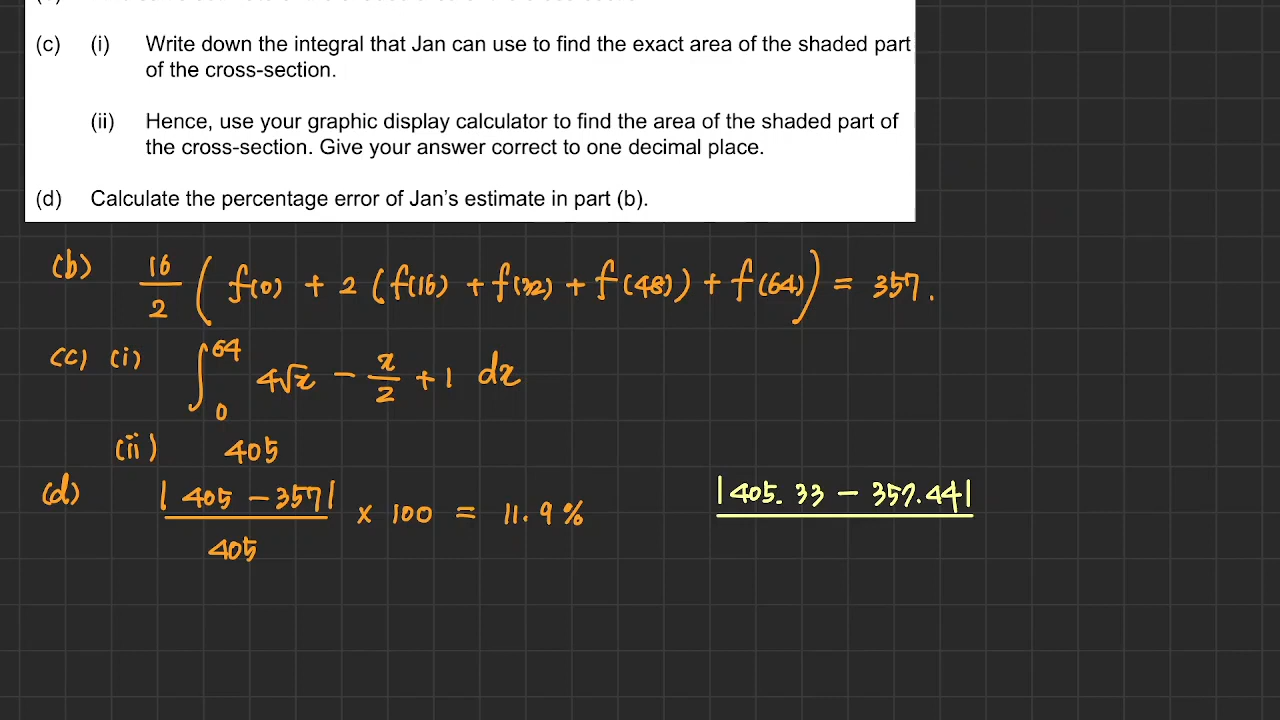 (c) (i) Write down the integral that Jan can use to find the exact area of the shaded part
of the cross-section.
(ii) Hence, use your graphic display calculator to find the area of the shaded part of
the cross-section. Give your answer correct to one decimal place.
(d) Calculate the percentage error of Jan's estimate in part (b).
(b) 16/2 ( f(0) + 2 ( f(16) + f(32) + f(48) ) + f(64) ) = 357.
(c) (i) ∫₀⁶⁴ 4√x − x/2 + 1 dx
(ii) 405
(d) |405 − 357| / 405 × 100 = 11.9%
|405.33 − 357.44|